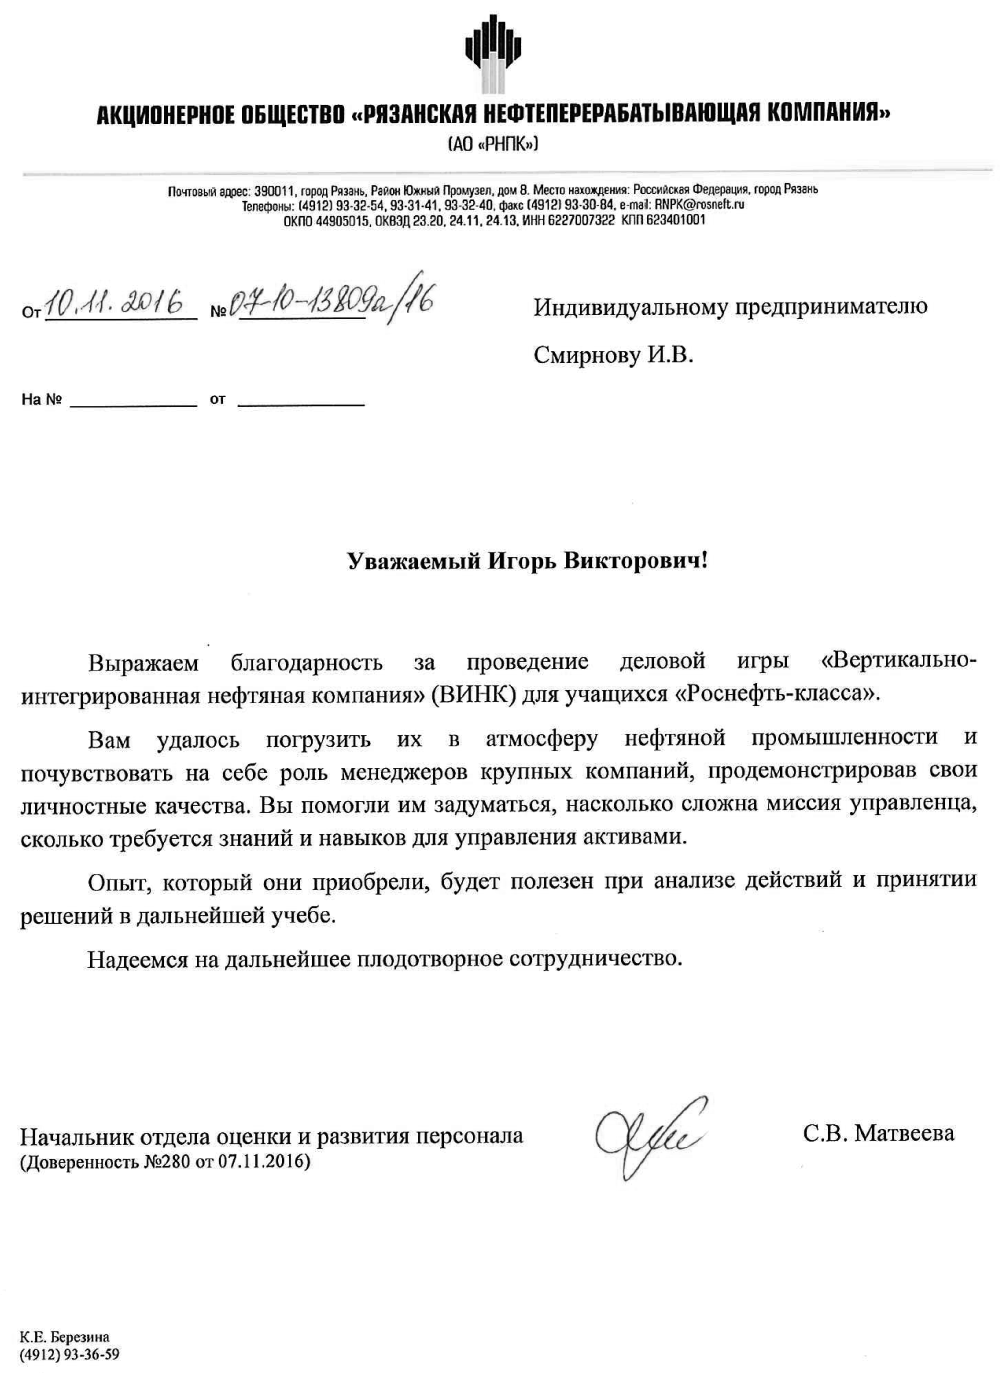 АКЦИОНЕРНОЕ ОБЩЕСТВО «РЯЗАНСКАЯ НЕФТЕПЕРЕРАБАТЫВАЮЩАЯ КОМПАНИЯ»
(АО «РНПК»)
Почтовый адрес: 390011, город Рязань, Район Южный Промузел, дом 8. Место нахождения: Российская Федерация, город Рязань
Телефоны: (4912) 93-32-54, 93-31-41, 93-32-40, факс (4912) 93-30-84, e-mail: RNPK@rosneft.ru
ОКПО 44905015, ОКВЭД 23.20, 24.11, 24.13, ИНН 6227007322 КПП 623401001
От 10.11.2016 № 07-10-13809а/16
Индивидуальному предпринимателю
Смирнову И.В.
На № ____________ от ____________
Уважаемый Игорь Викторович!
Выражаем благодарность за проведение деловой игры «Вертикально-
интегрированная нефтяная компания» (ВИНК) для учащихся «Роснефть-класса».
Вам удалось погрузить их в атмосферу нефтяной промышленности и
почувствовать на себе роль менеджеров крупных компаний, продемонстрировав свои
личностные качества. Вы помогли им задуматься, насколько сложна миссия управленца,
сколько требуется знаний и навыков для управления активами.
Опыт, который они приобрели, будет полезен при анализе действий и принятии
решений в дальнейшей учебе.
Надеемся на дальнейшее плодотворное сотрудничество.
Начальник отдела оценки и развития персонала
(Доверенность №280 от 07.11.2016)
С.В. Матвеева
К.Е. Березина
(4912) 93-36-59